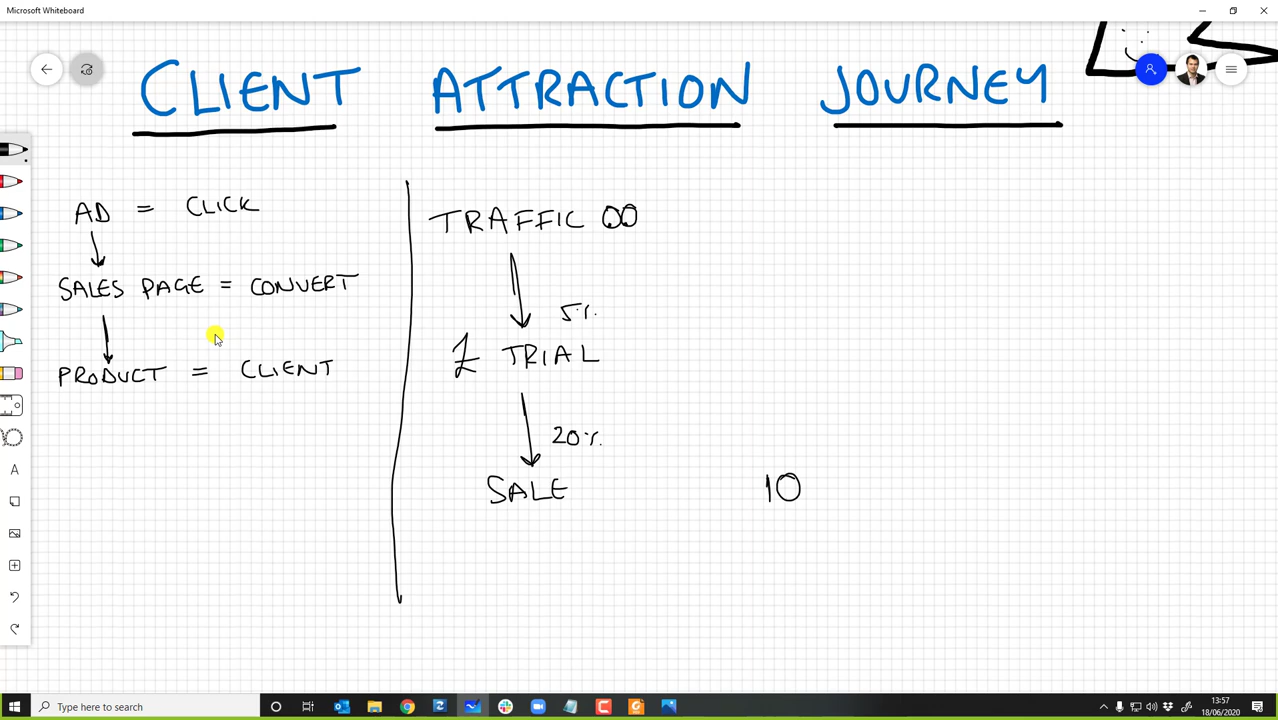 Microsoft Whiteboard
CLIENT ATTRACTION JOURNEY
AD = CLICK
SALES PAGE = CONVERT
PRODUCT = CLIENT
TRAFFIC 00
5%
£ TRIAL
20%
SALE
10
A
Type here to search
13:57
18/06/2020